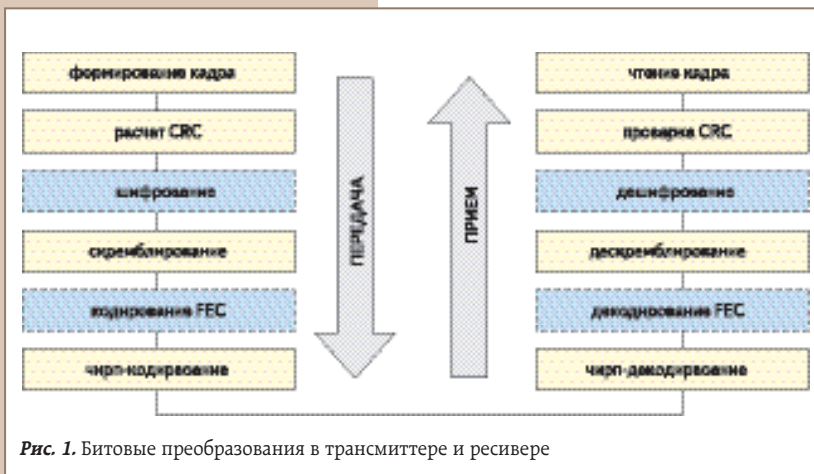 формирование кадра
расчет CRC
шифрование
скремблирование
кодирование FEC
чирп-кодирование
ПЕРЕДАЧА
ПРИЕМ
чтение кадра
проверка CRC
дешифрование
дескремблирование
декодирование FEC
чирп-декодирование
Рис. 1. Битовые преобразования в трансмиттере и ресивере